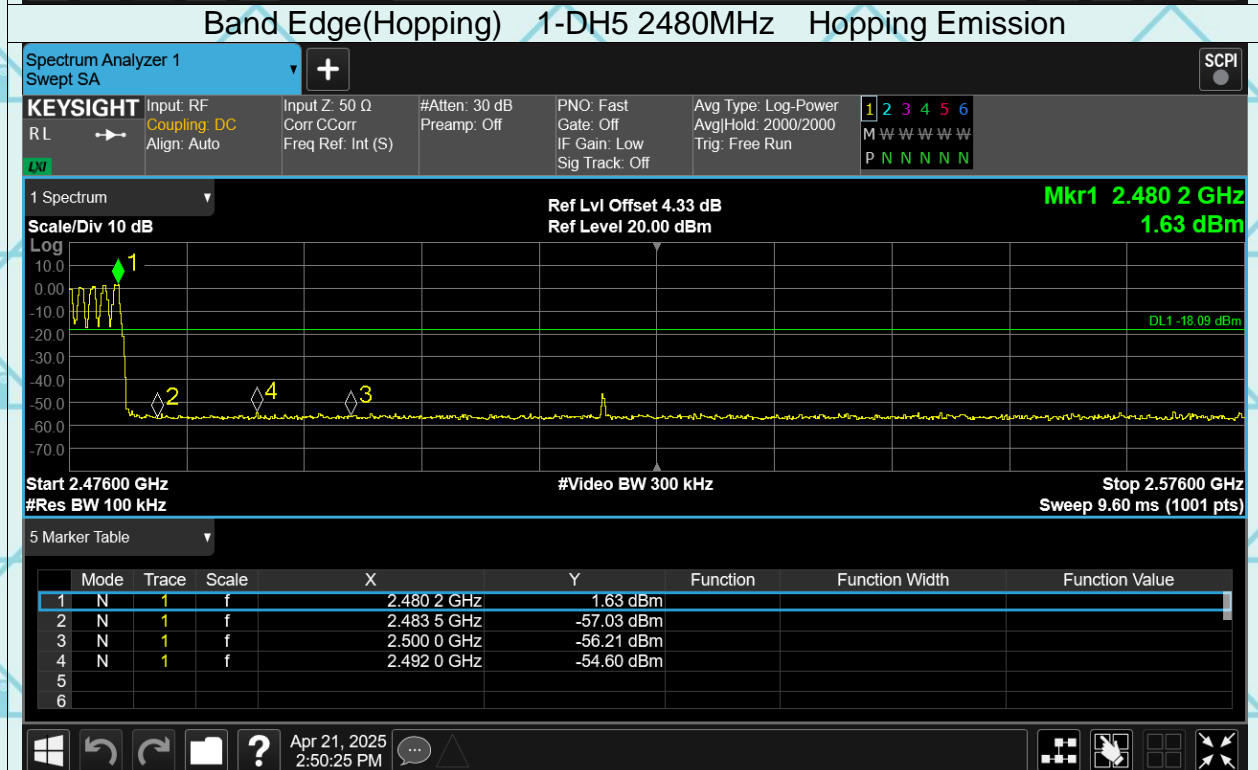 Band Edge(Hopping) 1-DH5 2480MHz Hopping Emission
Spectrum Analyzer 1
Swept SA
+
SCPI
KEYSIGHT
R L
LXI
Input: RF
Coupling: DC
Align: Auto
Input Z: 50 Ω
Corr CCorr
Freq Ref: Int (S)
#Atten: 30 dB
Preamp: Off
PNO: Fast
Gate: Off
IF Gain: Low
Sig Track: Off
Avg Type: Log-Power
Avg|Hold: 2000/2000
Trig: Free Run
1 2 3 4 5 6
M W W W W W
P N N N N N
1 Spectrum
Scale/Div 10 dB
Ref Lvl Offset 4.33 dB
Ref Level 20.00 dBm
Mkr1 2.480 2 GHz
1.63 dBm
Log
10.0
0.00
-10.0
-20.0
-30.0
-40.0
-50.0
-60.0
-70.0
1
2
4
3
DL1 -18.09 dBm
Start 2.47600 GHz
#Res BW 100 kHz
#Video BW 300 kHz
Stop 2.57600 GHz
Sweep 9.60 ms (1001 pts)
5 Marker Table
Mode Trace Scale X Y Function Function Width Function Value
1 N 1 f 2.480 2 GHz 1.63 dBm
2 N 1 f 2.483 5 GHz -57.03 dBm
3 N 1 f 2.500 0 GHz -56.21 dBm
4 N 1 f 2.492 0 GHz -54.60 dBm
5
6
?
Apr 21, 2025
2:50:25 PM